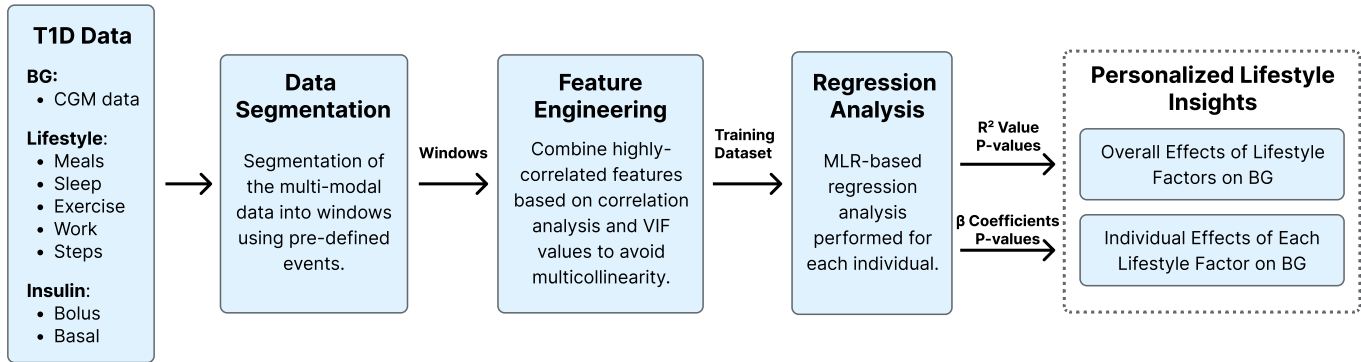 T1D Data
BG:
• CGM data
Lifestyle:
• Meals
• Sleep
• Exercise
• Work
• Steps
Insulin:
• Bolus
• Basal
Data
Segmentation
Segmentation of
the multi-modal
data into windows
using pre-defined
events.
Windows
Feature
Engineering
Combine highly-
correlated features
based on correlation
analysis and VIF
values to avoid
multicollinearity.
Training
Dataset
Regression
Analysis
MLR-based
regression
analysis
performed for
each individual.
R² Value
P-values
β Coefficients
P-values
Personalized Lifestyle
Insights
Overall Effects of Lifestyle
Factors on BG
Individual Effects of Each
Lifestyle Factor on BG